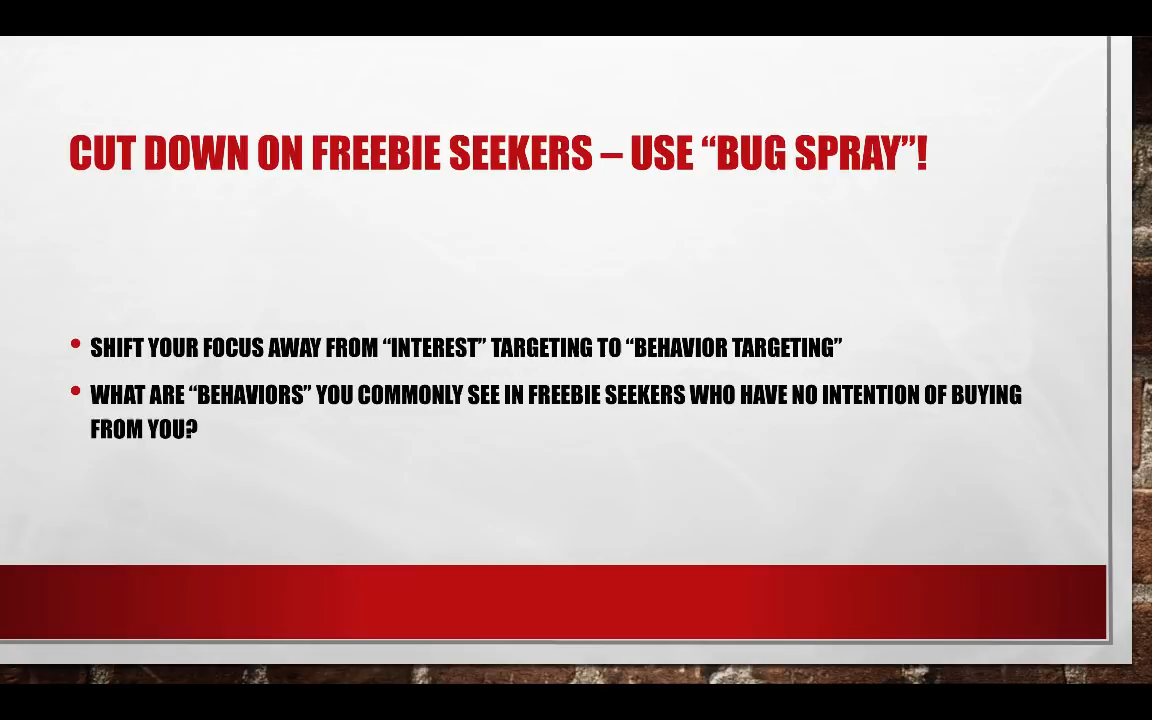 CUT DOWN ON FREEBIE SEEKERS – USE “BUG SPRAY”!
• SHIFT YOUR FOCUS AWAY FROM “INTEREST” TARGETING TO “BEHAVIOR TARGETING”
• WHAT ARE “BEHAVIORS” YOU COMMONLY SEE IN FREEBIE SEEKERS WHO HAVE NO INTENTION OF BUYING
FROM YOU?